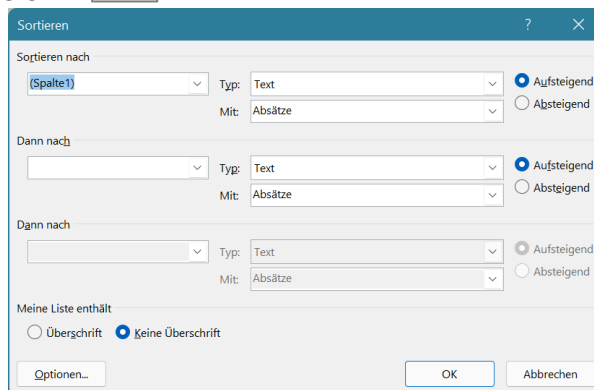 Sortieren ?
Sortieren nach
(Spalte1) Typ: Text Aufsteigend
Mit: Absätze Absteigend
Dann nach
Typ: Text Aufsteigend
Mit: Absätze Absteigend
Dann nach
Typ: Text Aufsteigend
Mit: Absätze Absteigend
Meine Liste enthält
Überschrift Keine Überschrift
Optionen... OK Abbrechen